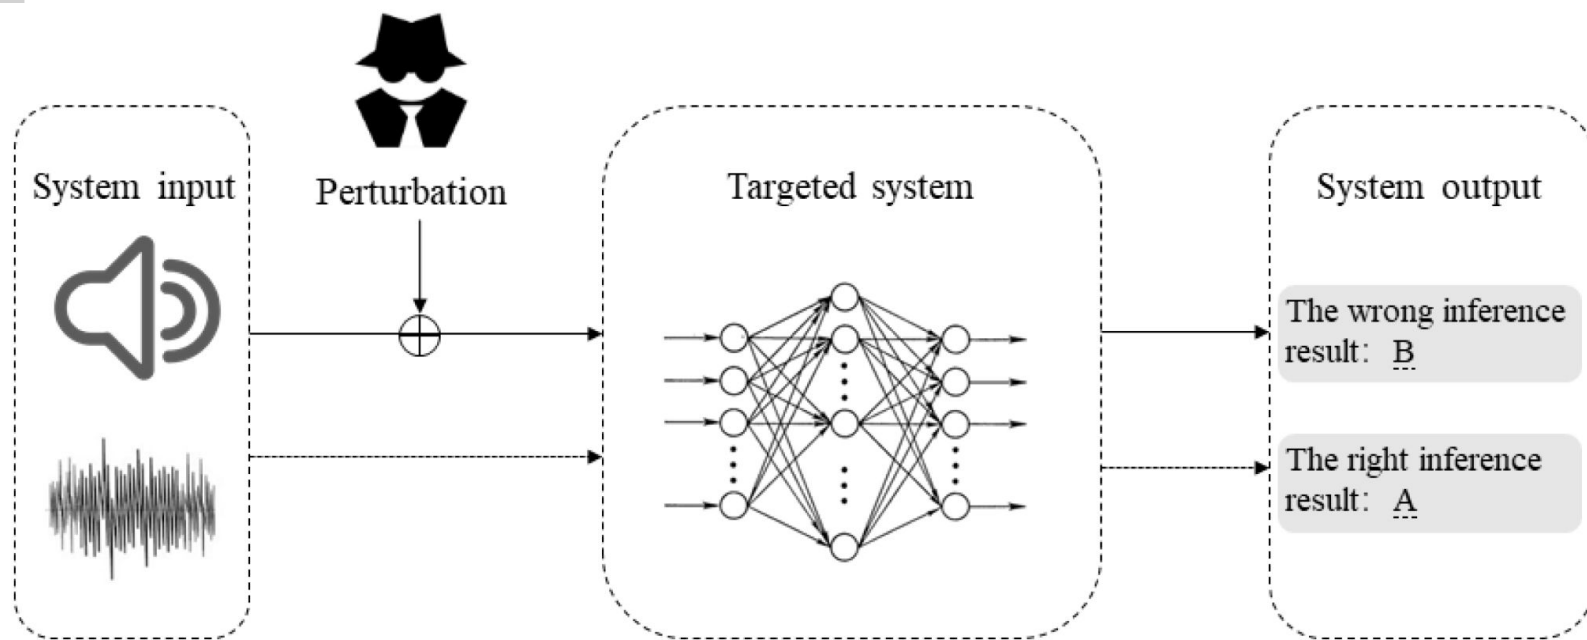 System input
Perturbation
Targeted system
System output
The wrong inference
result: B
The right inference
result: A